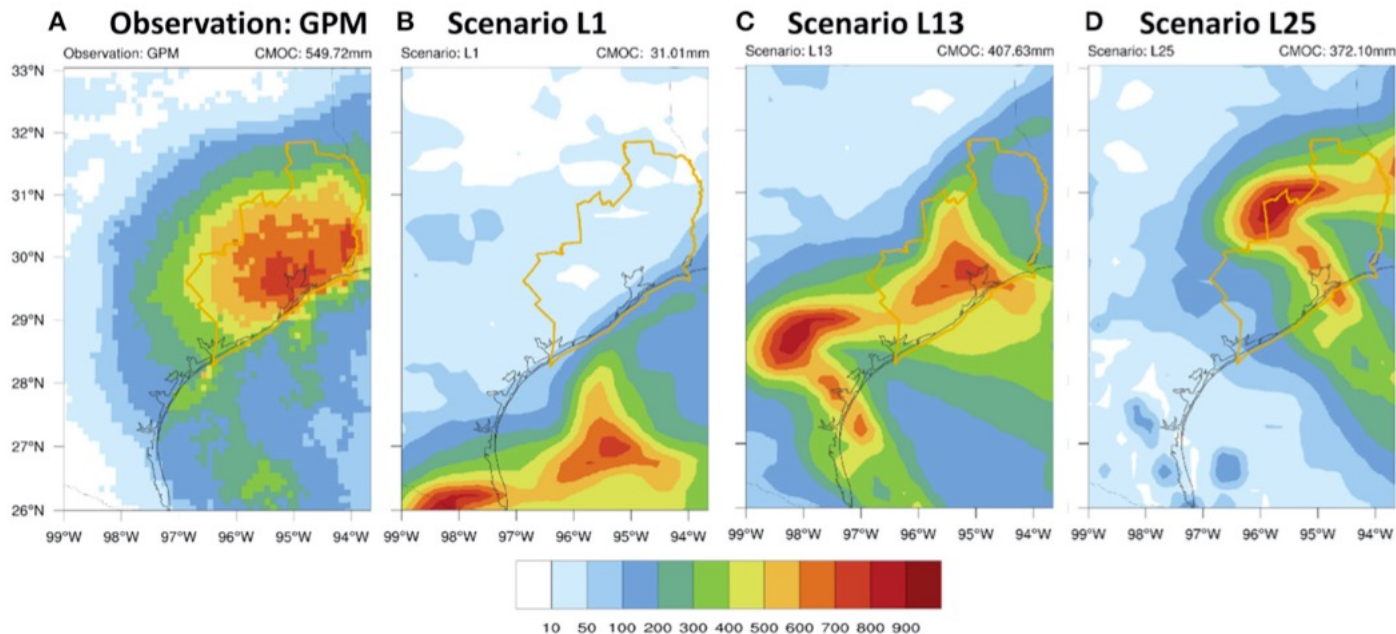 A Observation: GPM
Observation: GPM CMOC: 549.72mm
B Scenario L1
Scenario: L1 CMOC: 31.01mm
C Scenario L13
Scenario: L13 CMOC: 407.63mm
D Scenario L25
Scenario: L25 CMOC: 372.10mm
33°N
32°N
31°N
30°N
29°N
28°N
27°N
26°N
99°W 98°W 97°W 96°W 95°W 94°W
99°W 98°W 97°W 96°W 95°W 94°W
99°W 98°W 97°W 96°W 95°W 94°W
99°W 98°W 97°W 96°W 95°W 94°W
10 50 100 200 300 400 500 600 700 800 900